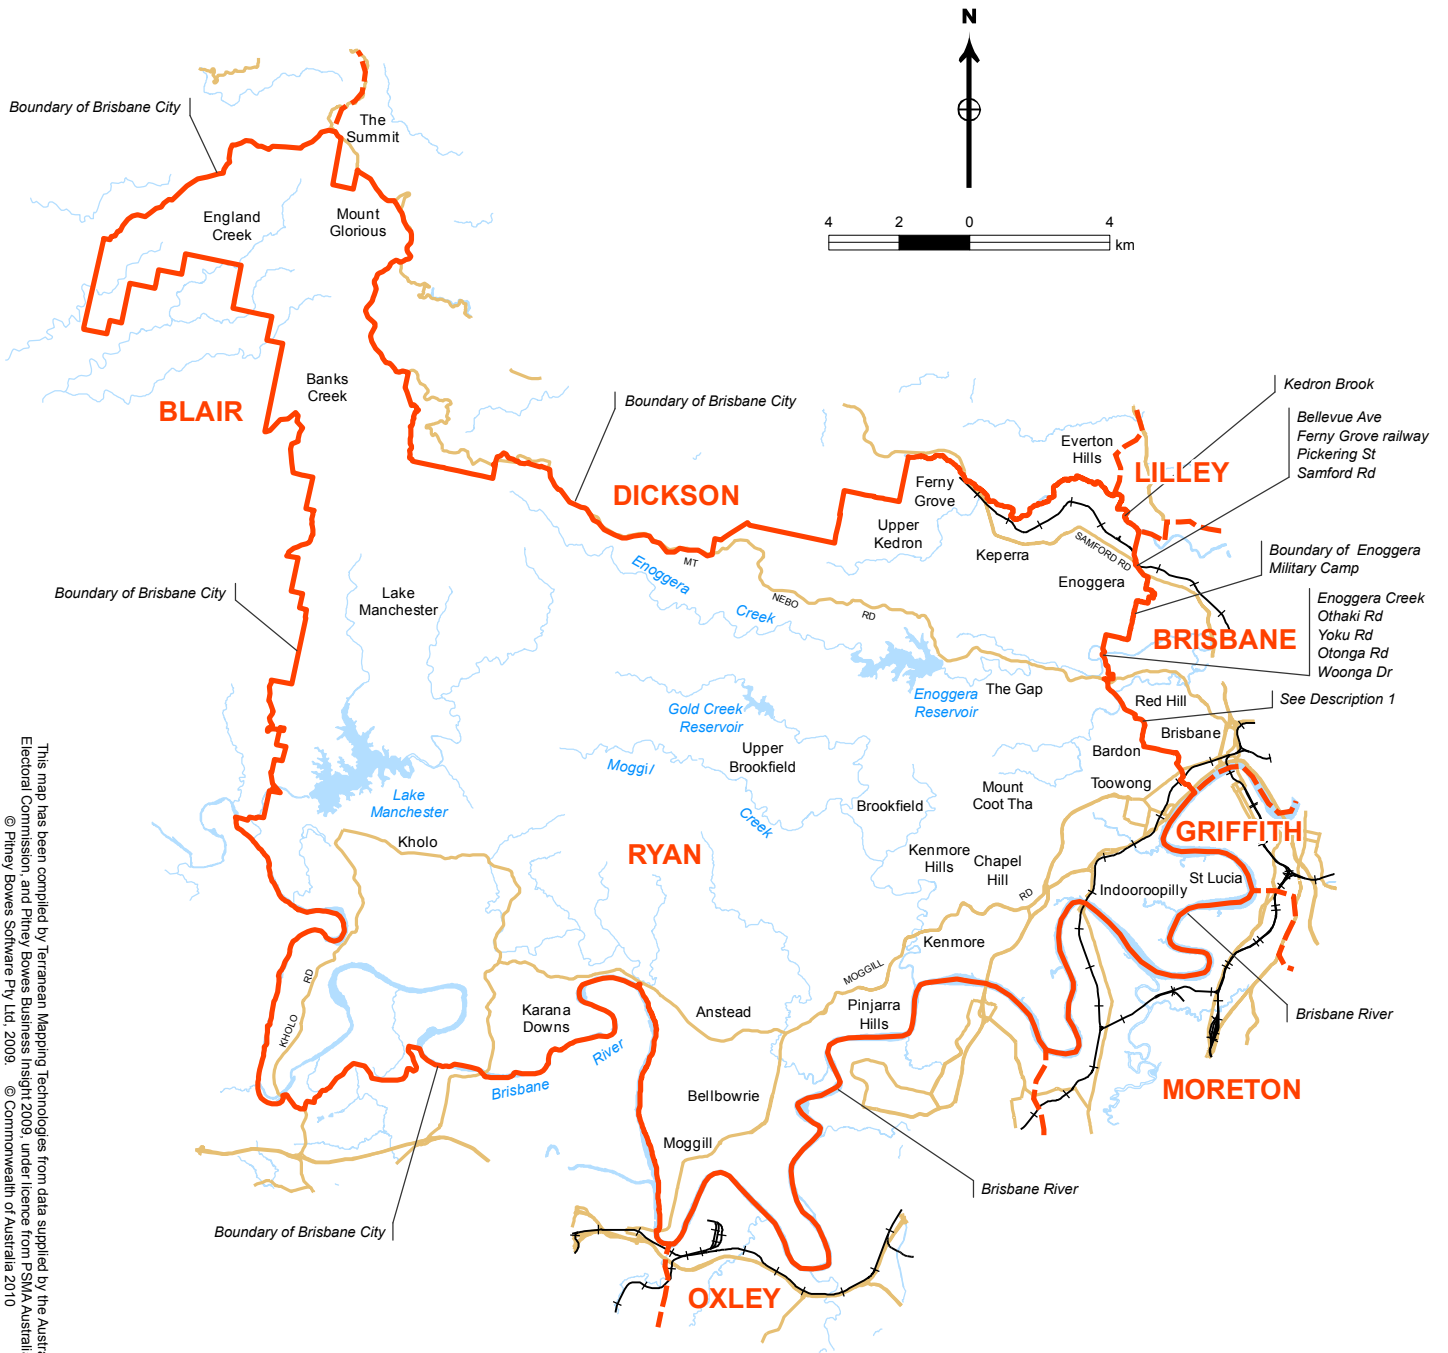 N
4
2
0
4
km
Boundary of Brisbane City
The
Summit
England
Creek
Mount
Glorious
Banks
Creek
BLAIR
Boundary of Brisbane City
Kedron Brook
Bellevue Ave
Ferny Grove railway
Pickering St
Samford Rd
Everton
Hills
LILLEY
DICKSON
Ferny
Grove
Upper
Kedron
Keperra
SAMFORD RD
Enoggera
Boundary of Enoggera
Military Camp
MT
NEBO
RD
Enoggera
Creek
Boundary of Brisbane City
Lake
Manchester
Enoggera Creek
Othaki Rd
Yoku Rd
Otonga Rd
Woonga Dr
BRISBANE
The Gap
Enoggera
Reservoir
Red Hill
See Description 1
Gold Creek
Reservoir
Upper
Brookfield
Brisbane
Bardon
Moggil
Creek
Toowong
Mount
Coot Tha
Lake
Manchester
Brookfield
GRIFFITH
Kholo
RYAN
Kenmore
Hills
Chapel
Hill
St Lucia
Indooroopilly
RD
Kenmore
MOGGILL
KHOLO
RD
Karana
Downs
Anstead
Pinjarra
Hills
Brisbane River
River
Brisbane
Bellbowrie
MORETON
Moggill
Brisbane River
Boundary of Brisbane City
OXLEY
This map has been compiled by Terranean Mapping Technologies from data supplied by the Austra
Electoral Commission, and Pitney Bowes Business Insight 2009, under licence from PSMA Australi
© Pitney Bowes Software Pty Ltd, 2009. © Commonwealth of Australia 2010